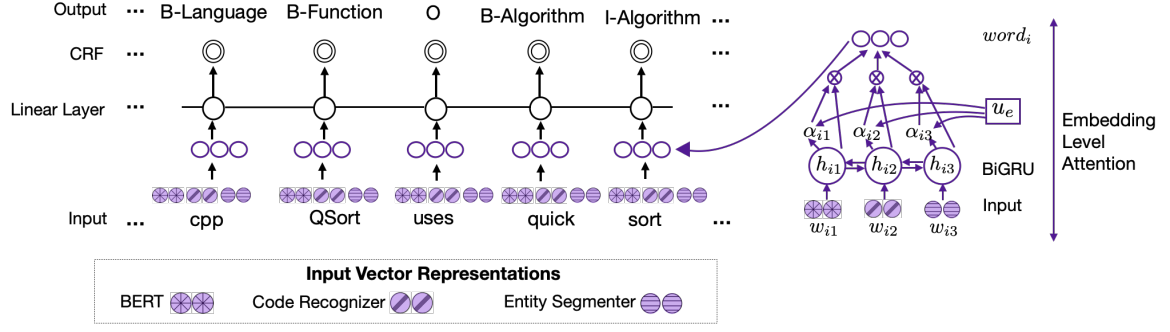 Output ... B-Language B-Function O B-Algorithm I-Algorithm ...
CRF ... ...
Linear Layer ... ...
Input ... cpp QSort uses quick sort ...
Input Vector Representations
BERT Code Recognizer Entity Segmenter
word_i
u_e
α_i1 α_i2 α_i3
h_i1 h_i2 h_i3 BiGRU
Input
w_i1 w_i2 w_i3
Embedding
Level
Attention